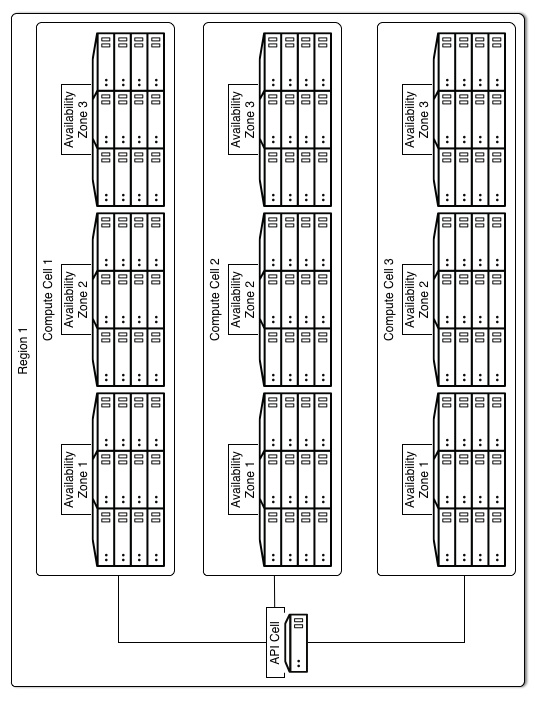 Region 1
Compute Cell 1
Availability
Zone 1
Availability
Zone 2
Availability
Zone 3
Compute Cell 2
Availability
Zone 1
Availability
Zone 2
Availability
Zone 3
Compute Cell 3
Availability
Zone 1
Availability
Zone 2
Availability
Zone 3
API Cell